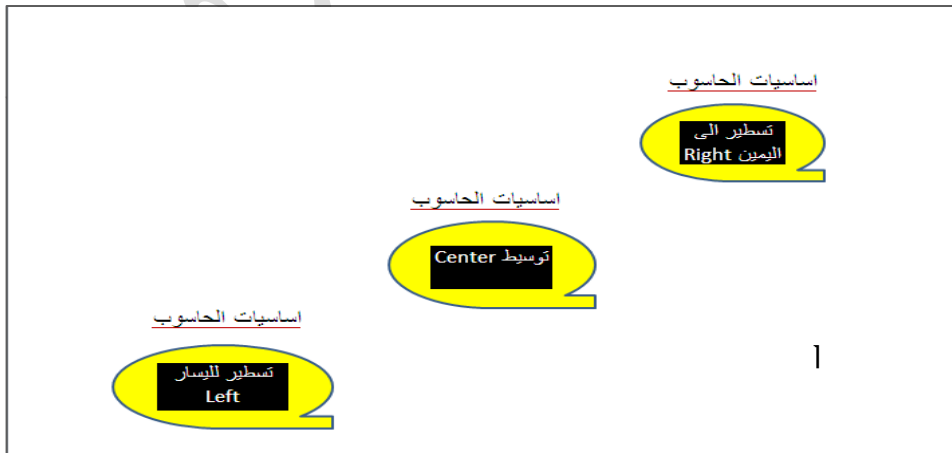 اساسيات الحاسوب
تسطير الى
اليمين Right
اساسيات الحاسوب
توسيط Center
اساسيات الحاسوب
تسطير لليسار
Left
أ